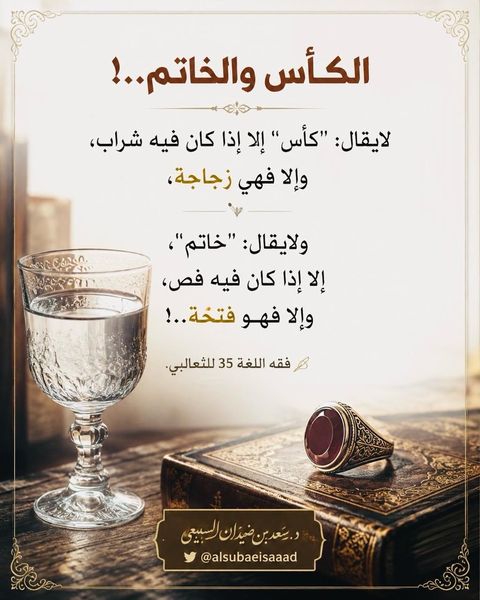 الكأس والخاتم..!
لايقال: "كأس" إلا إذا كان فيه شراب،
وإلا فهي زجاجة،
ولايقال: "خاتم"،
إلا إذا كان فيه فص،
وإلا فهو فتخة..!
فقه اللغة 35 للثعالبي.
د. سعد بن ضيدان السبيعي
@alsubaeisaaad